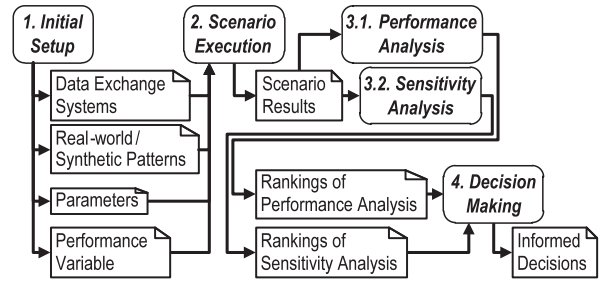 1. Initial
Setup
2. Scenario
Execution
3.1. Performance
Analysis
3.2. Sensitivity
Analysis
Data Exchange
Systems
Scenario
Results
Real-world/
Synthetic Patterns
Parameters
Performance
Variable
Rankings of
Performance Analysis
Rankings of
Sensitivity Analysis
4. Decision
Making
Informed
Decisions